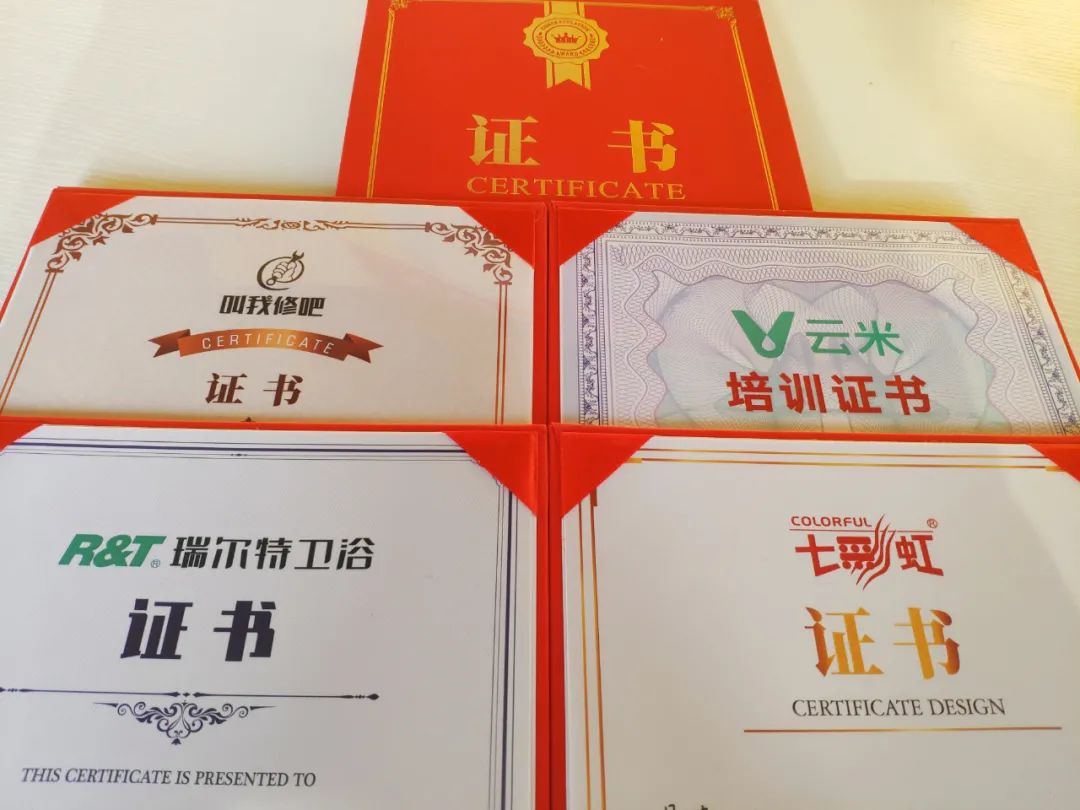 证书
CERTIFICATE
叫我修吧
CERTIFICATE
证书
云米
培训证书
R&T® 瑞尔特卫浴
证书
THIS CERTIFICATE IS PRESENTED TO
COLORFUL
七彩虹®
证书
CERTIFICATE DESIGN